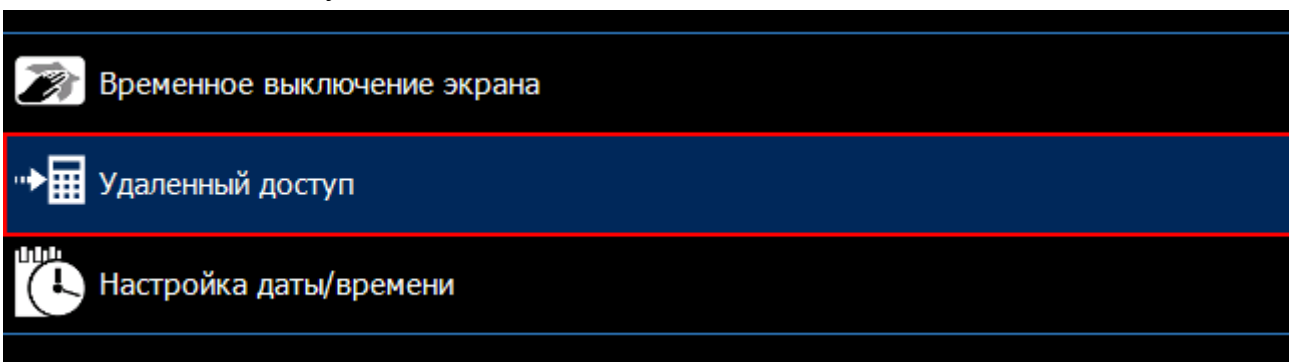 Временное выключение экрана
Удаленный доступ
Настройка даты/времени